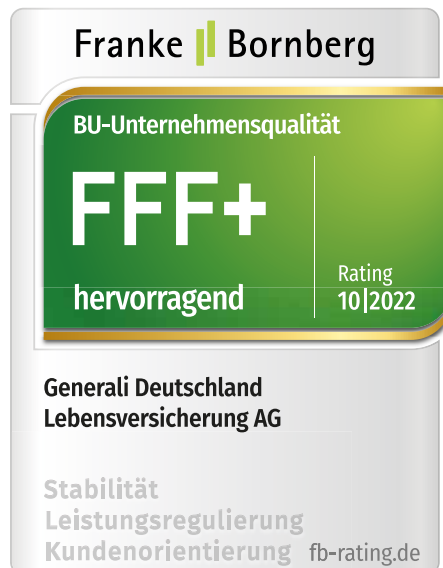 Franke Bornberg
BU-Unternehmensqualität
FFF+
hervorragend
Rating
10|2022
Generali Deutschland
Lebensversicherung AG
Stabilität
Leistungsregulierung
Kundenorientierung
fb-rating.de